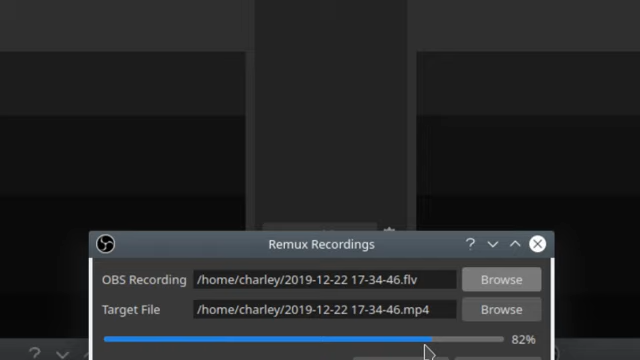 Remux Recordings
OBS Recording /home/charley/2019-12-22 17-34-46.flv Browse
Target File /home/charley/2019-12-22 17-34-46.mp4 Browse
82%